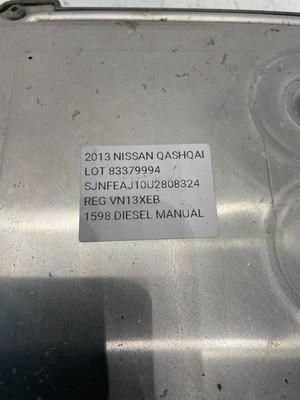 2013 NISSAN QASHQAI
LOT 83379994
SJNFEAJ10U2808324
REG VN13XEB
1598 DIESEL MANUAL